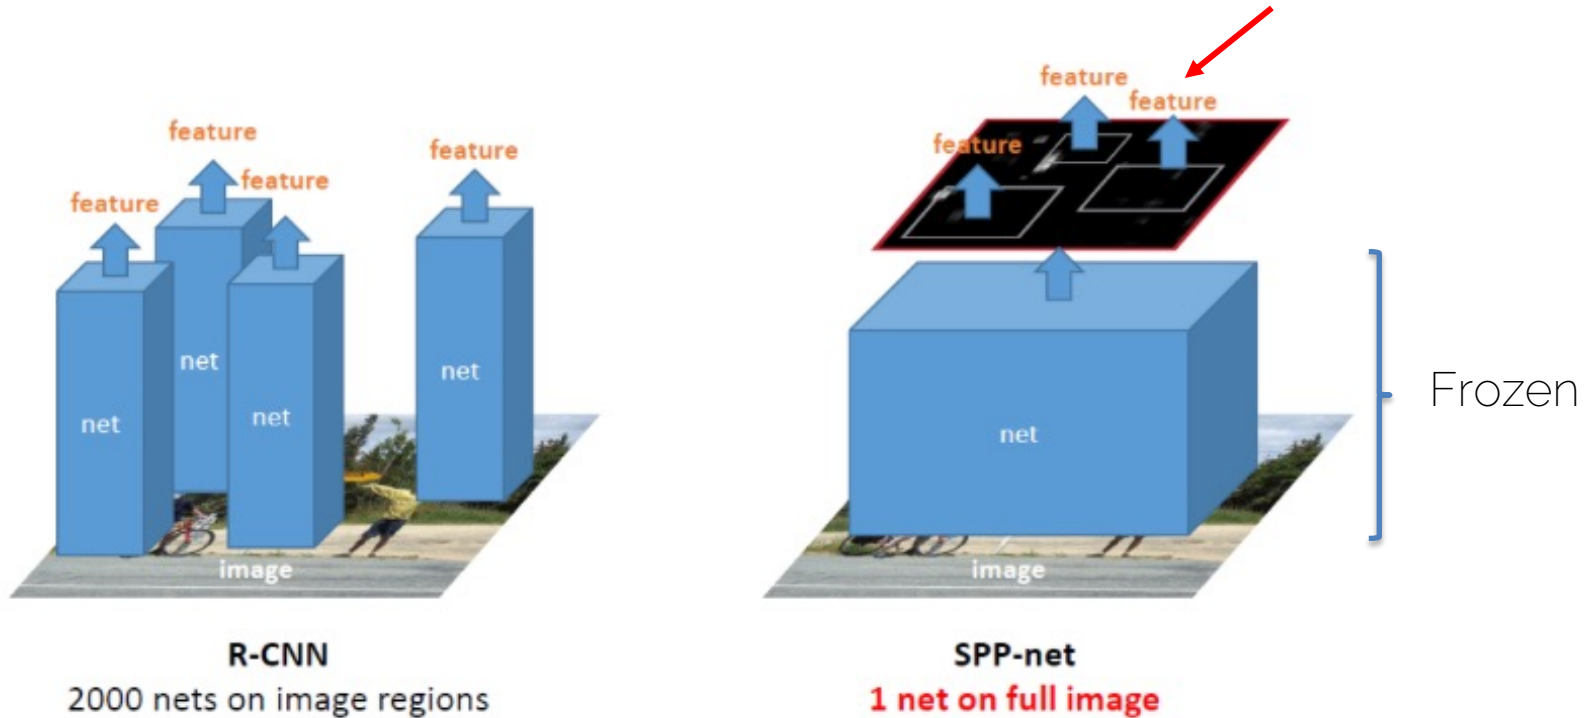 feature
feature
feature
feature
net
net
net
net
image
R-CNN
2000 nets on image regions
feature
feature
feature
net
image
Frozen
SPP-net
1 net on full image